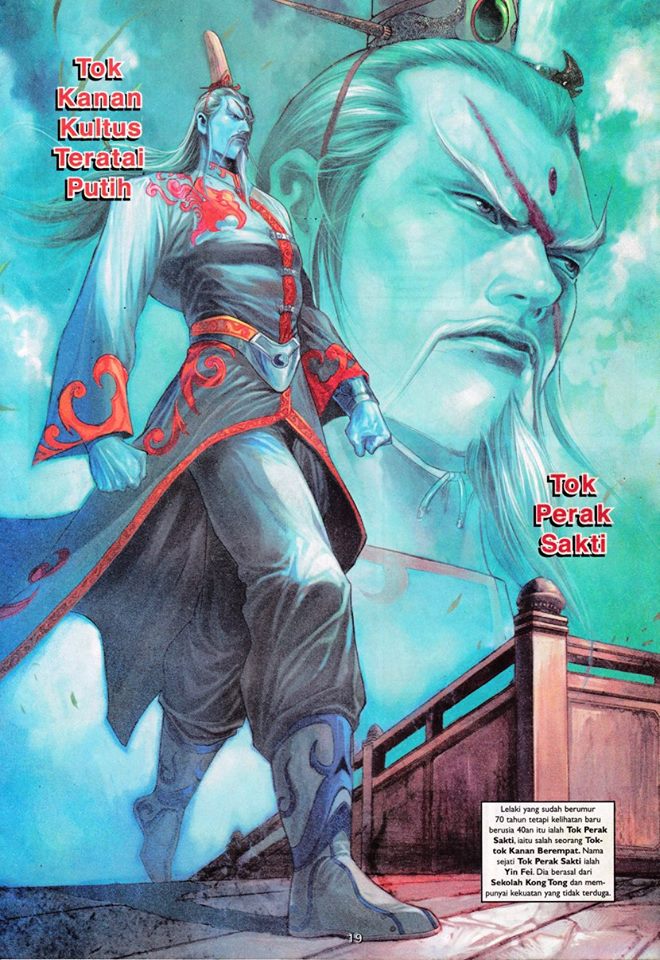 Tok
Kanan
Kultus
Teratai
Putih
Tok
Perak
Sakti
Lelaki yang sudah berumur
70 tahun tetapi kelihatan baru
berusia 40an itu ialah Tok Perak
Sakti, iaitu salah seorang Tok-
tok Kanan Berempat. Nama
sejati Tok Perak Sakti ialah
Yin Fei. Dia berasal dari
Sekolah Kong Tong dan mem-
punyai kekuatan yang tidak terduga.
19